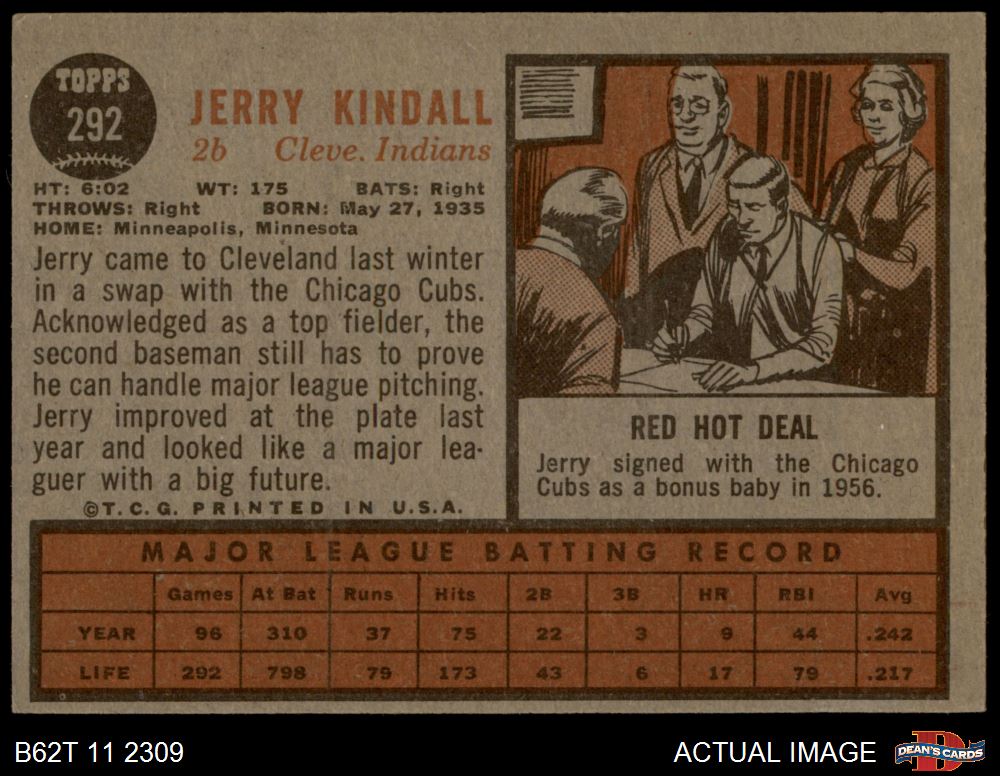 TOPPS
292
JERRY KINDALL
2b Cleve. Indians
HT: 6:02 WT: 175 BATS: Right
THROWS: Right BORN: May 27, 1935
HOME: Minneapolis, Minnesota
Jerry came to Cleveland last winter
in a swap with the Chicago Cubs.
Acknowledged as a top fielder, the
second baseman still has to prove
he can handle major league pitching.
Jerry improved at the plate last
year and looked like a major lea-
guer with a big future.
©T.C.G. PRINTED IN U.S.A.
RED HOT DEAL
Jerry signed with the Chicago
Cubs as a bonus baby in 1956.
MAJOR LEAGUE BATTING RECORD
Games At Bat Runs Hits 2B 3B HR RBI Avg
YEAR 96 310 37 75 22 3 9 44 .242
LIFE 292 798 79 173 43 6 17 79 .217
B62T 11 2309
ACTUAL IMAGE
D
DEAN'S CARDS